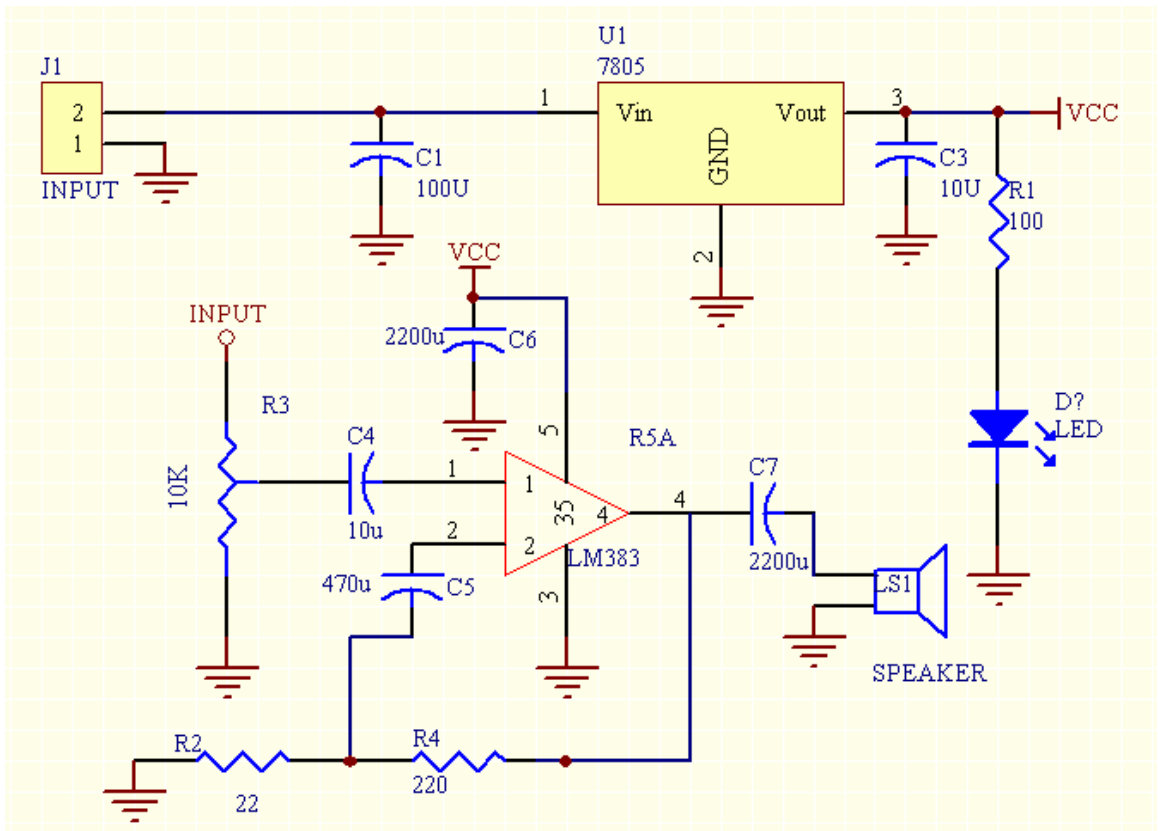 U1
7805
J1
2
1
INPUT
1
Vin
Vout
GND
2
3
VCC
C1
100U
C3
10U
R1
100
VCC
2200u
C6
INPUT
R3
10K
C4
10u
1
2
470u
C5
5
1
2
35
4
3
LM383
R5A
4
C7
2200u
D?
LED
LS1
SPEAKER
R2
22
R4
220